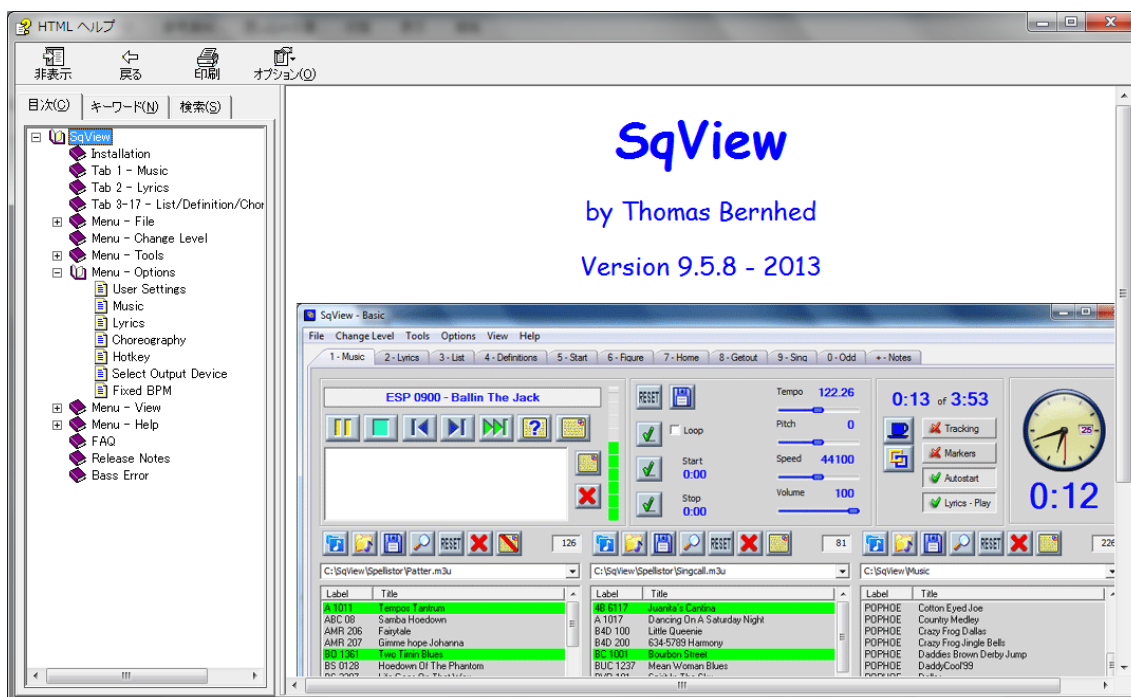 HTML ヘルプ
非表示 戻る 印刷 オプション(O)
目次(C) キーワード(N) 検索(S)
SqView
Installation
Tab 1 - Music
Tab 2 - Lyrics
Tab 3-17 - List/Definition/Chor
Menu - File
Menu - Change Level
Menu - Tools
Menu - Options
User Settings
Music
Lyrics
Choreography
Hotkey
Select Output Device
Fixed BPM
Menu - View
Menu - Help
FAQ
Release Notes
Bass Error
SqView
by Thomas Bernhed
Version 9.5.8 - 2013
SqView - Basic
File Change Level Tools Options View Help
1 - Music 2 - Lyrics 3 - List 4 - Definitions 5 - Start 6 - Figure 7 - Home 8 - Getout 9 - Sing 0 - Odd + - Notes
ESP 0900 - Ballin The Jack
RESET
Loop
Start
0:00
Stop
0:00
Tempo 122.26
Pitch 0
Speed 44100
Volume 100
0:13 of 3:53
Tracking
Markers
Autostart
Lyrics - Play
25
0:12
RESET 126 RESET 81 RESET 226
C:\SqView\Spellistor\Patter.m3u C:\SqView\Spellistor\Singcall.m3u C:\SqView\Music
Label Title Label Title Label Title
A 1011 Tempos Tantrum 4B 6117 Juanita's Cantina POPHOE Cotton Eyed Joe
ABC 08 Samba Hoedown A 1017 Dancing On A Saturday Night POPHOE Country Medley
AMR 206 Fairytale B4D 100 Little Queenie POPHOE Crazy Frog Dallas
AMR 207 Gimme hope Johanna B4D 200 634-5789 Harmony POPHOE Crazy Frog Jingle Bells
BD 1361 Two Timin Blues BC 1001 Bourbon Street POPHOE Daddies Brown Derby Jump
BS 0128 Hoedown Of The Phantom BUC 1237 Mean Woman Blues POPHOE DaddyCool'99